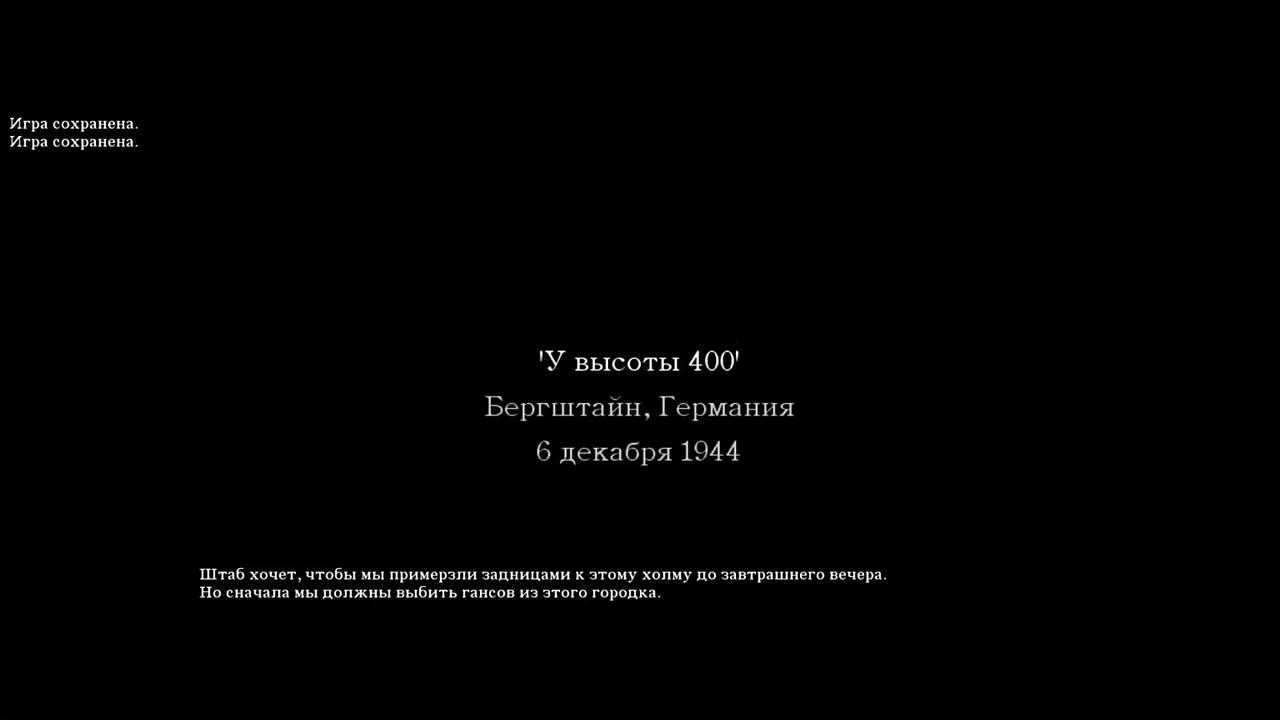 Игра сохранена.
Игра сохранена.
'У высоты 400'
Бергштайн, Германия
6 декабря 1944
Штаб хочет, чтобы мы примерзли задницами к этому холму до завтрашнего вечера.
Но сначала мы должны выбить гансов из этого городка.